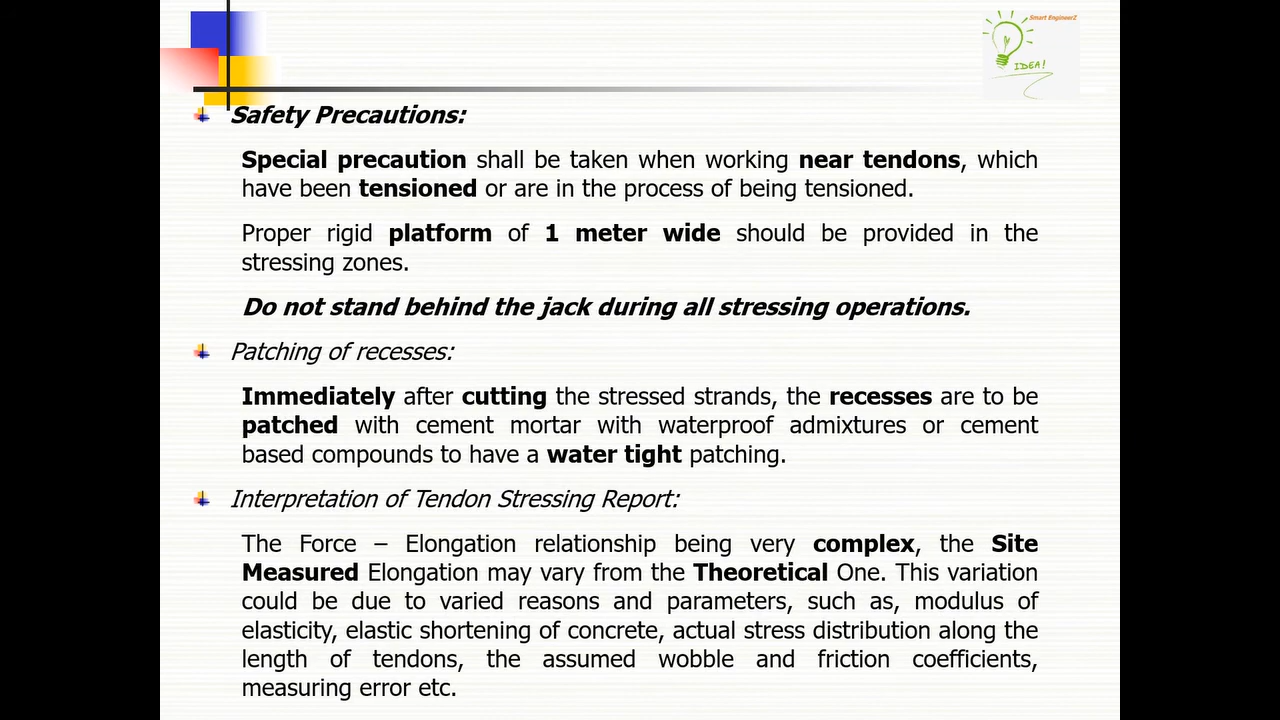 Smart EngineerZ
IDEA!
Safety Precautions:
Special precaution shall be taken when working near tendons, which
have been tensioned or are in the process of being tensioned.
Proper rigid platform of 1 meter wide should be provided in the
stressing zones.
Do not stand behind the jack during all stressing operations.
Patching of recesses:
Immediately after cutting the stressed strands, the recesses are to be
patched with cement mortar with waterproof admixtures or cement
based compounds to have a water tight patching.
Interpretation of Tendon Stressing Report:
The Force – Elongation relationship being very complex, the Site
Measured Elongation may vary from the Theoretical One. This variation
could be due to varied reasons and parameters, such as, modulus of
elasticity, elastic shortening of concrete, actual stress distribution along the
length of tendons, the assumed wobble and friction coefficients,
measuring error etc.